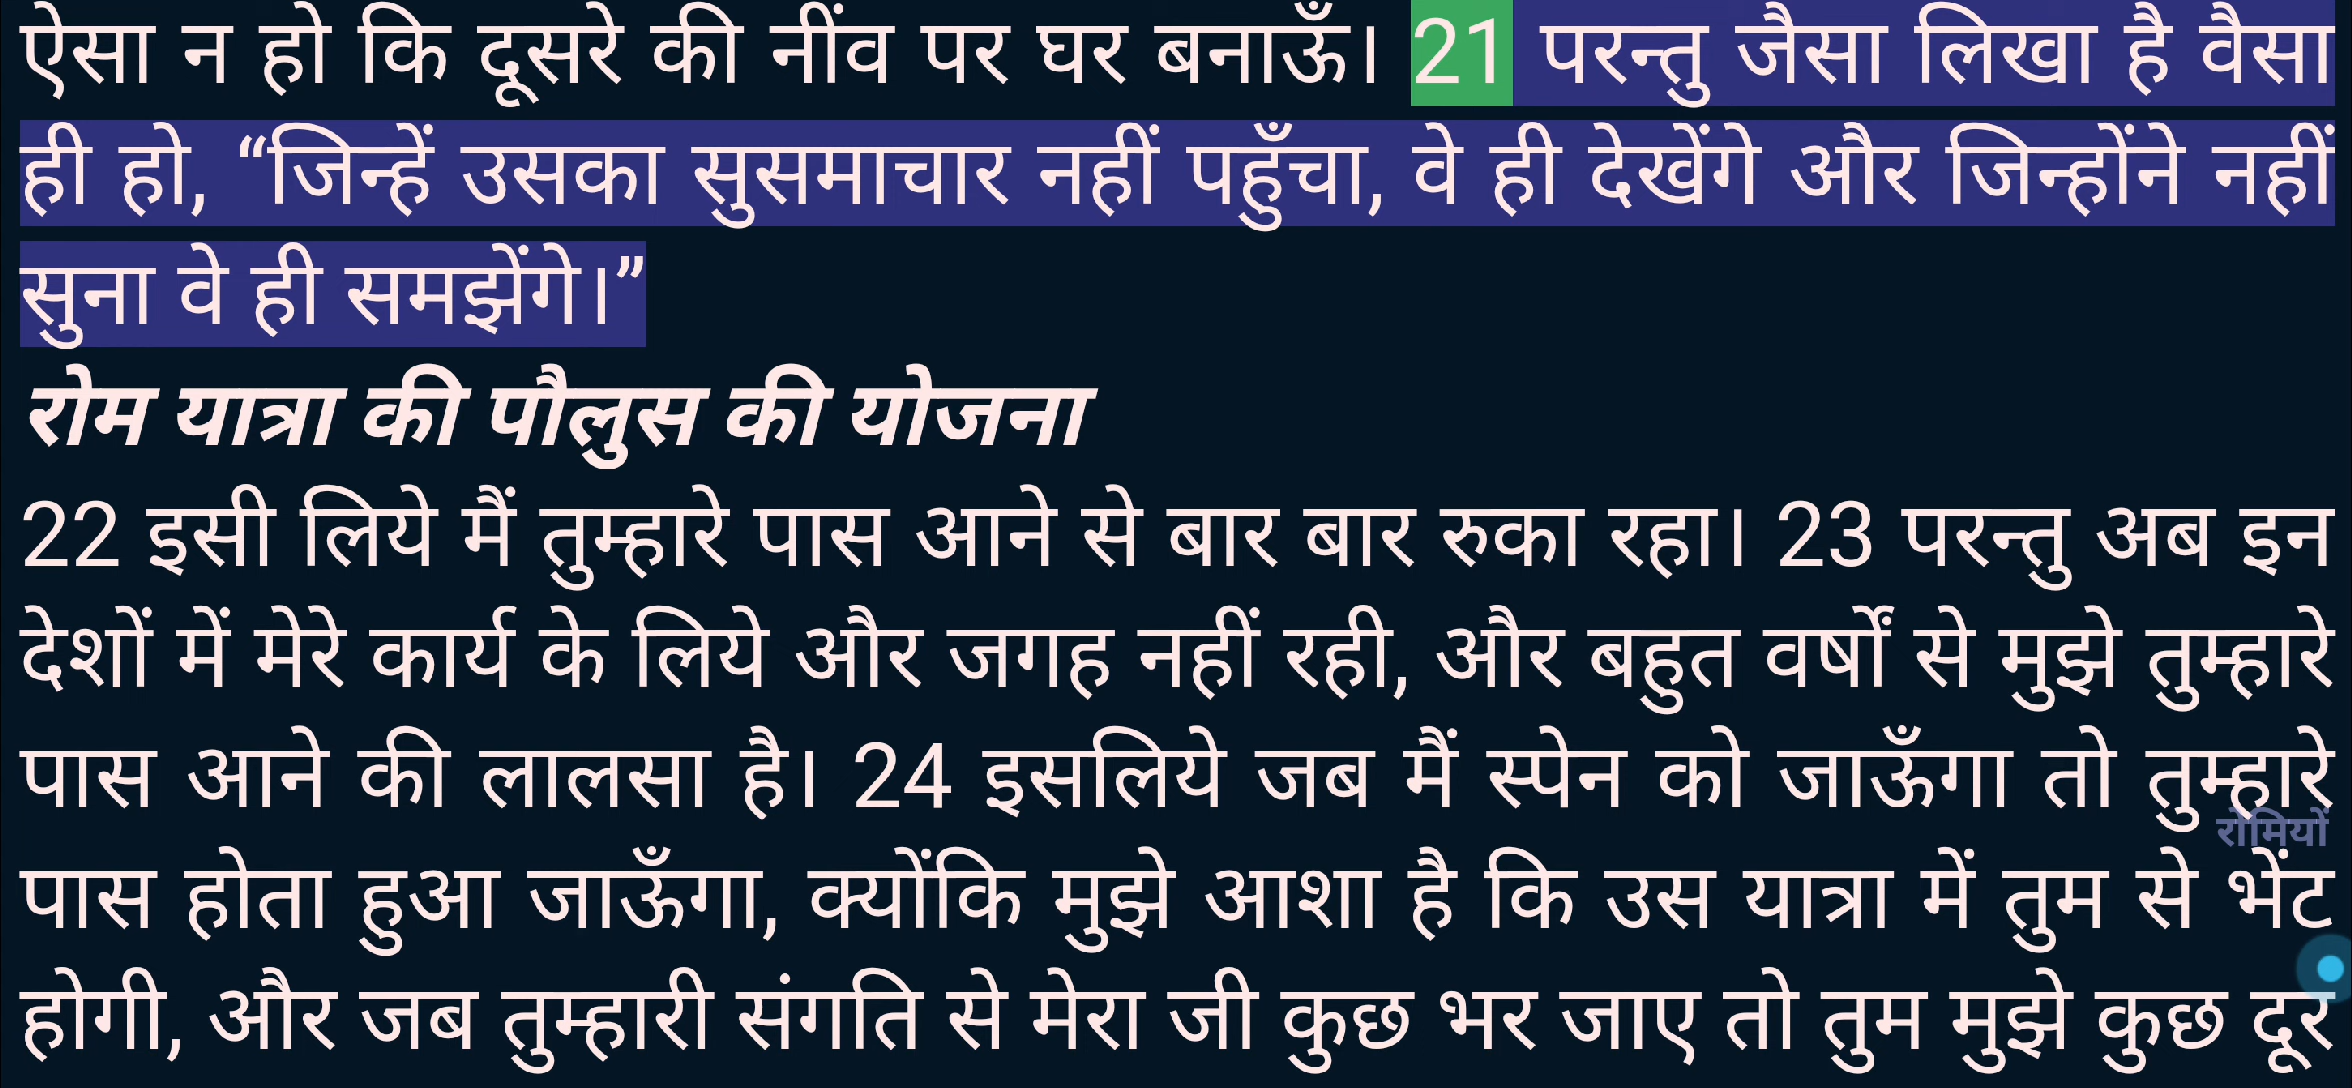 ऐसा न हो कि दूसरे की नींव पर घर बनाऊँ। 21 परन्तु जैसा लिखा है वैसा
ही हो, “जिन्हें उसका सुसमाचार नहीं पहुँचा, वे ही देखेंगे और जिन्होंने नहीं
सुना वे ही समझेंगे।”
रोम यात्रा की पौलुस की योजना
22 इसी लिये मैं तुम्हारे पास आने से बार बार रुका रहा। 23 परन्तु अब इन
देशों में मेरे कार्य के लिये और जगह नहीं रही, और बहुत वर्षों से मुझे तुम्हारे
पास आने की लालसा है। 24 इसलिये जब मैं स्पेन को जाऊँगा तो तुम्हारे
रोमियों
पास होता हुआ जाऊँगा, क्योंकि मुझे आशा है कि उस यात्रा में तुम से भेंट
होगी, और जब तुम्हारी संगति से मेरा जी कुछ भर जाए तो तुम मुझे कुछ दूर